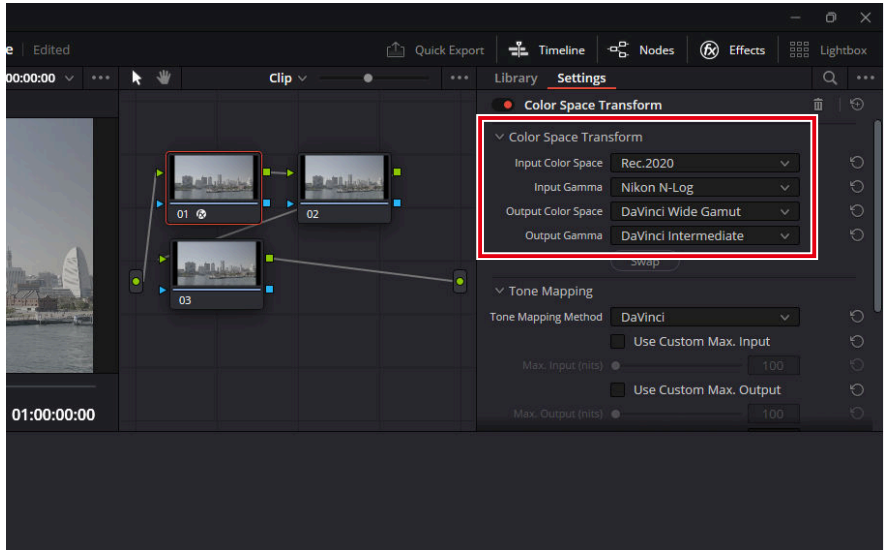 e | Edited
Quick Export
Timeline
Nodes
fx
Effects
Lightbox
00:00:00
Clip
Library
Settings
Color Space Transform
Color Space Transform
Input Color Space Rec.2020
Input Gamma Nikon N-Log
Output Color Space DaVinci Wide Gamut
Output Gamma DaVinci Intermediate
Swap
Tone Mapping
Tone Mapping Method DaVinci
Use Custom Max. Input
Max. Input (nits) 100
Use Custom Max. Output
Max. Output (nits) 100
01
02
03
01:00:00:00